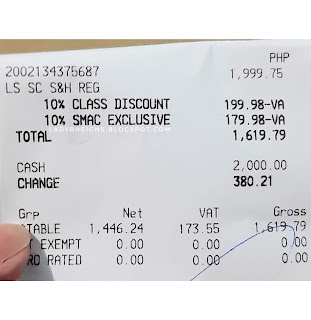 PHP
2002134375687 1,999.75
LS SC S&H REG
10% CLASS DISCOUNT 199.98-VA
10% SMAC EXCLUSIVE 179.98-VA
LADYRHEIGNE.BLOGSPOT.COM
TOTAL 1,619.79
CASH 2,000.00
CHANGE 380.21
Grp Net VAT Gross
TABLE 1,446.24 173.55 1,619.79
EXEMPT 0.00 0.00 0.00
RATED 0.00 0.00 0.00